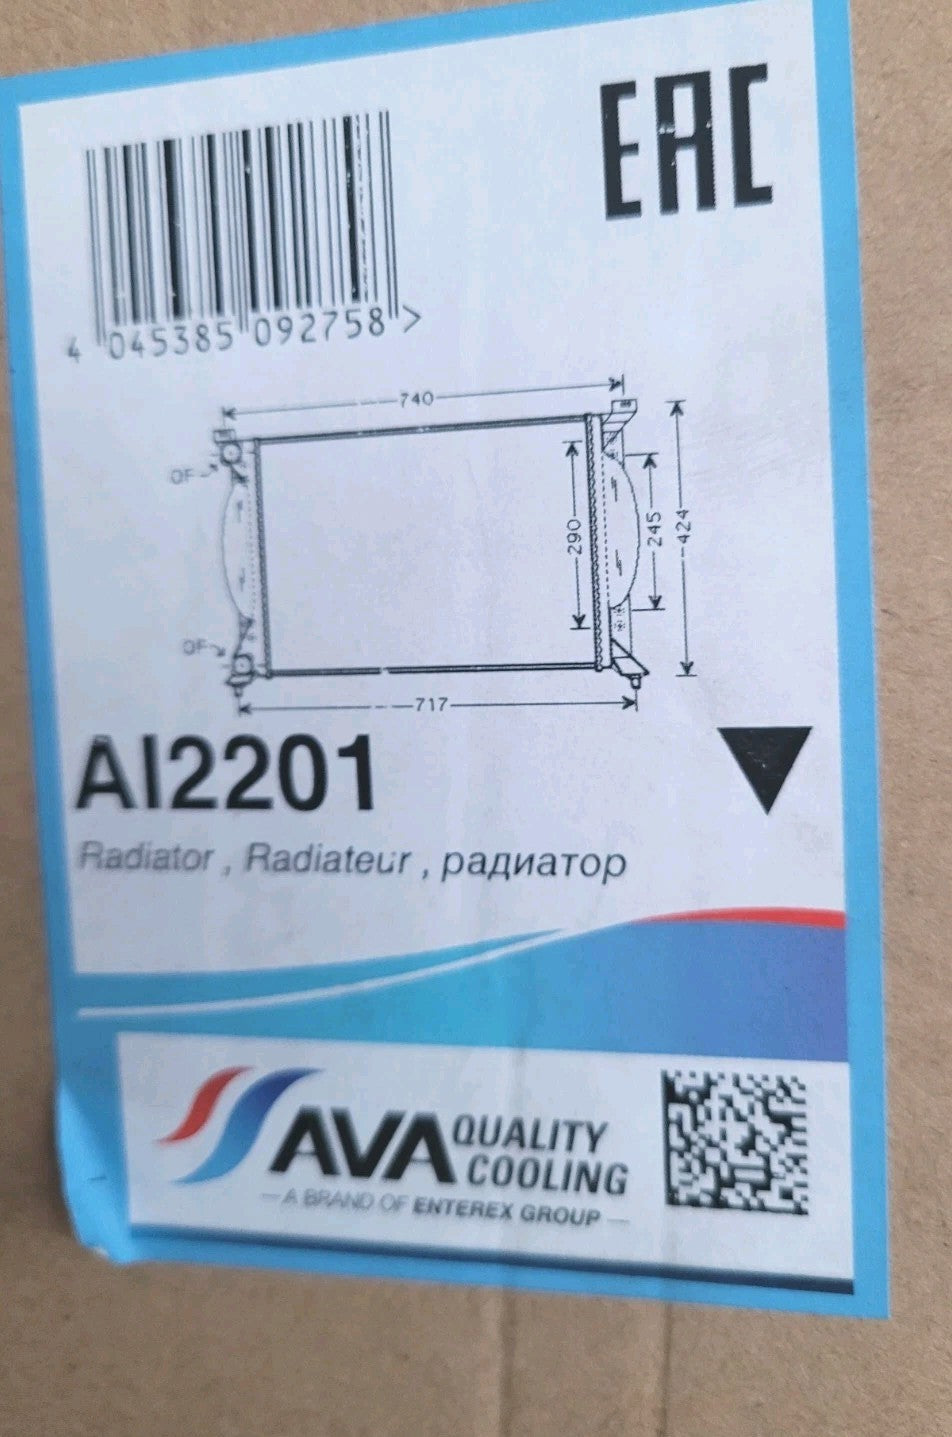 EAC
4 045385 092758 >
740
OF
290
245
424
OF
717
AI2201
Radiator , Radiateur , радиатор
AVA QUALITY
COOLING
— A BRAND OF ENTEREX GROUP —